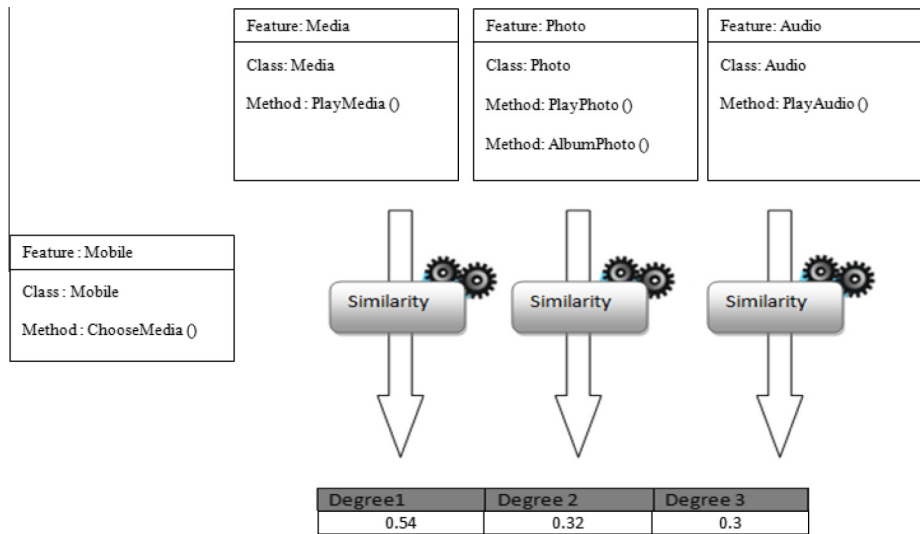 Feature: Media
Class: Media
Method : PlayMedia ()
Feature: Photo
Class: Photo
Method: PlayPhoto ()
Method: AlbumPhoto ()
Feature: Audio
Class: Audio
Method: PlayAudio ()
Feature : Mobile
Class : Mobile
Method : ChooseMedia ()
Similarity
Similarity
Similarity
Degree1 Degree 2 Degree 3
0.54 0.32 0.3